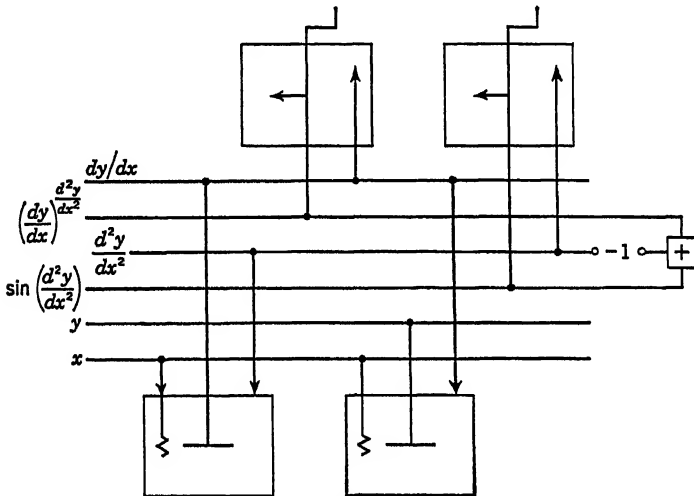 dy/dx
(dy/dx)^{d²y/dx²}
d²y/dx²
-1
+
sin (d²y/dx²)
y
x